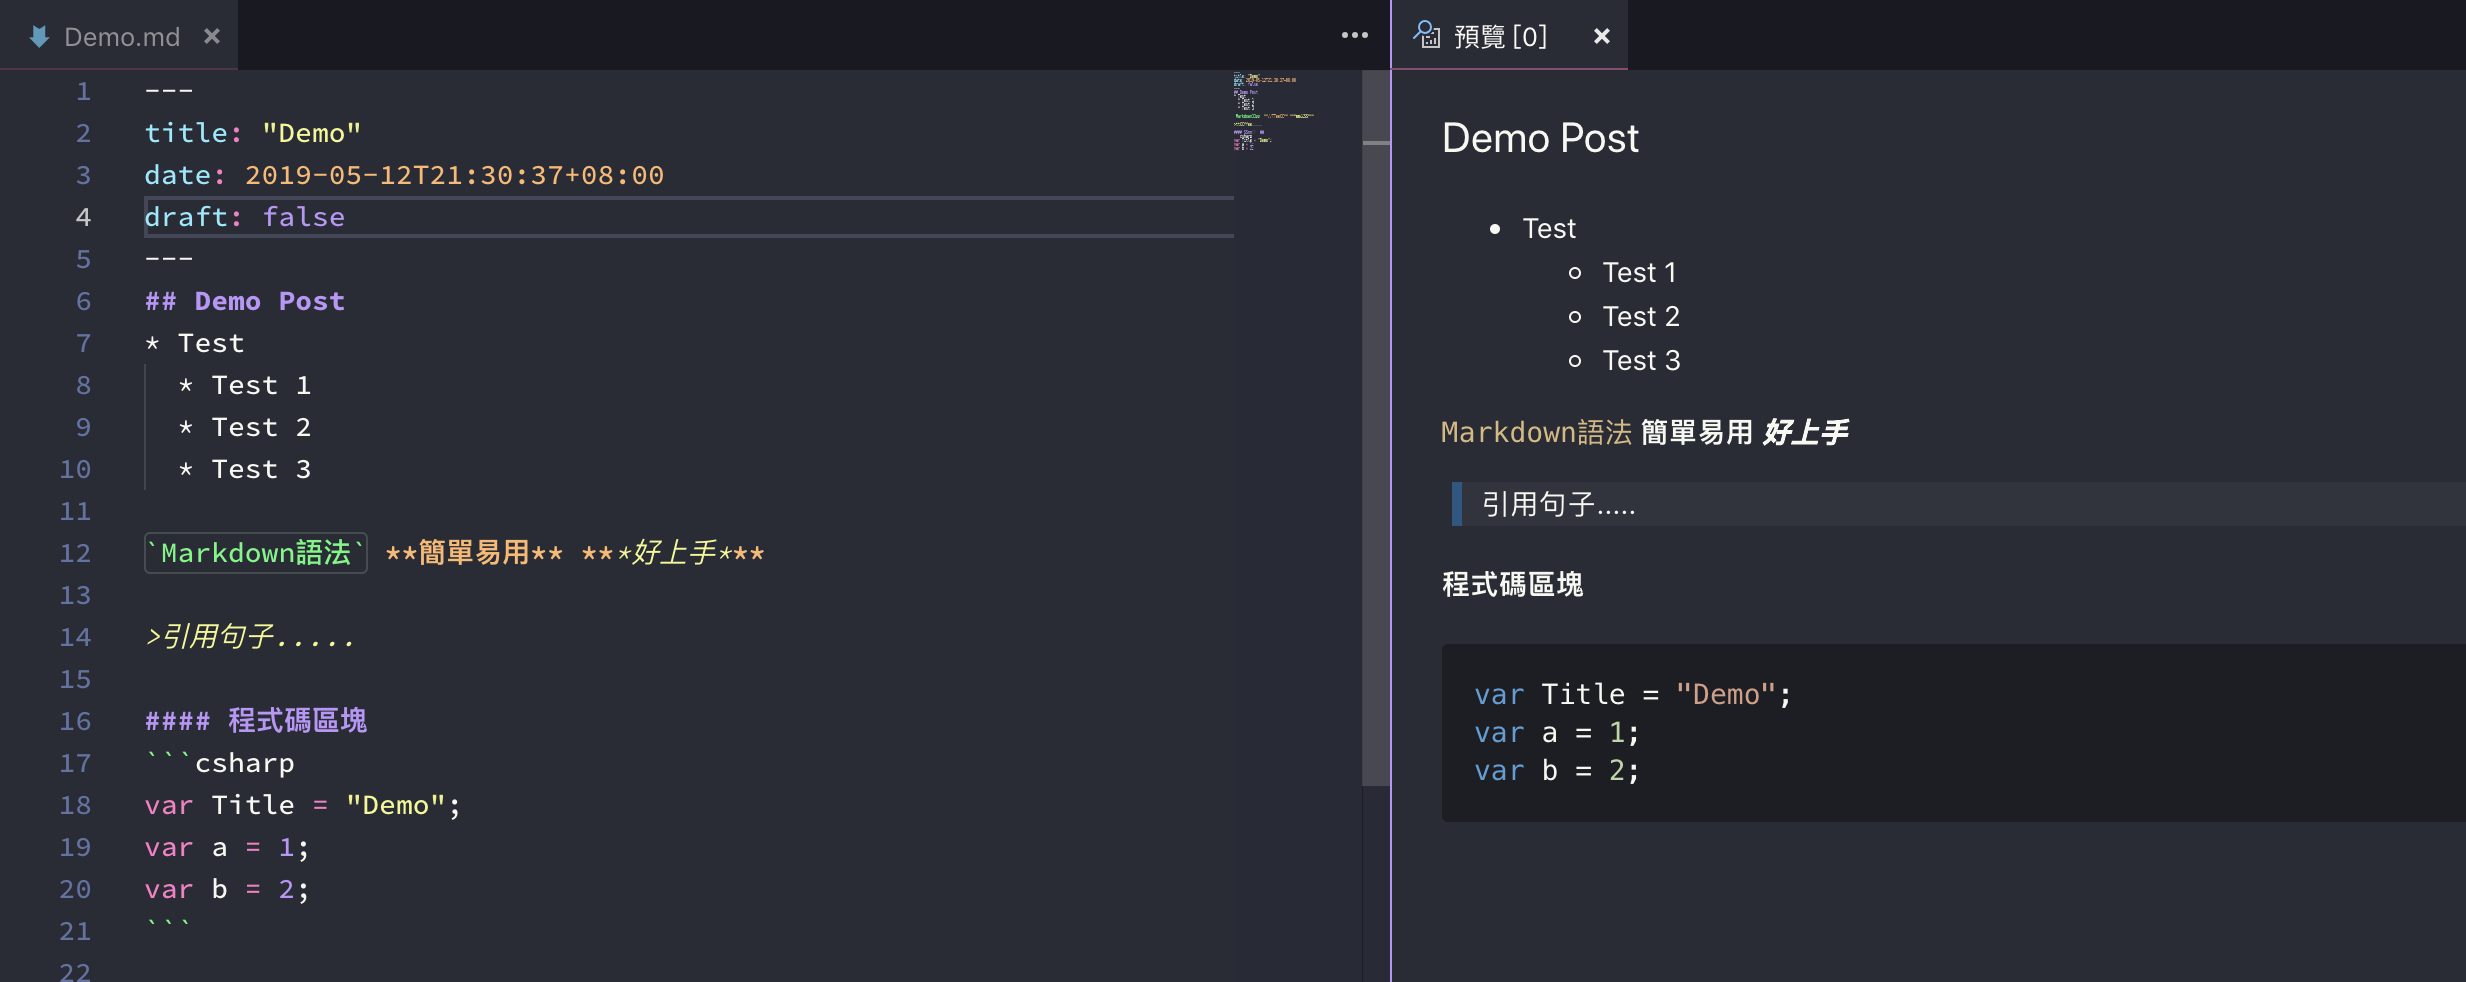 Demo.md
1 ---
2 title: "Demo"
3 date: 2019-05-12T21:30:37+08:00
4 draft: false
5 ---
6 ## Demo Post
7 * Test
8   * Test 1
9   * Test 2
10   * Test 3
11
12 `Markdown語法` **簡單易用** ***好上手***
13
14 >引用句子.....
15
16 #### 程式碼區塊
17 ```csharp
18 var Title = "Demo";
19 var a = 1;
20 var b = 2;
21 ```
22
預覽 [0]
Demo Post
• Test
◦ Test 1
◦ Test 2
◦ Test 3
Markdown語法 簡單易用 好上手
引用句子.....
程式碼區塊
var Title = "Demo";
var a = 1;
var b = 2;